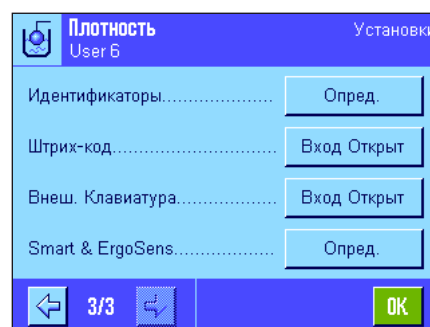 Плотность
Установки
User 6
Идентификаторы.................... Опред.
Штрих-код.............................. Вход Открыт
Внеш. Клавиатура.................. Вход Открыт
Smart & ErgoSens.................. Опред.
3/3
OK